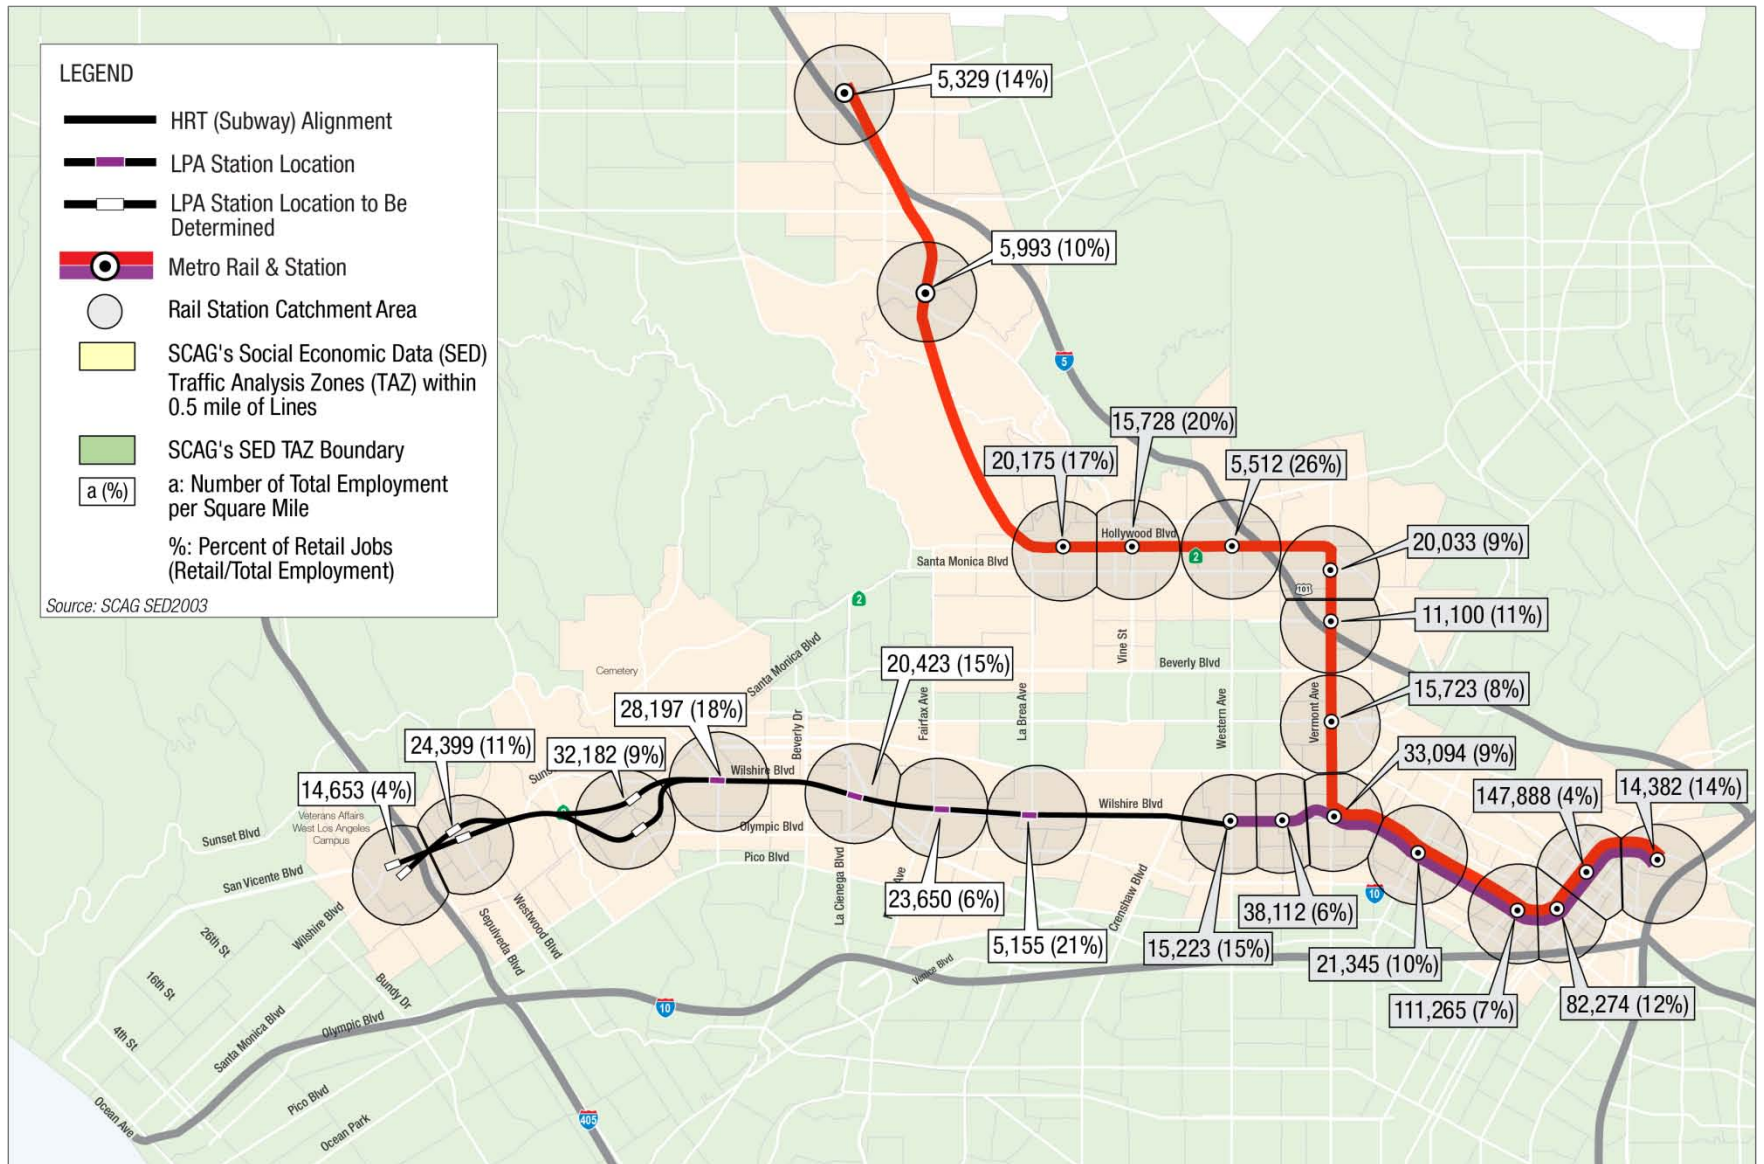 LEGEND
HRT (Subway) Alignment
LPA Station Location
LPA Station Location to Be
Determined
Metro Rail & Station
Rail Station Catchment Area
SCAG's Social Economic Data (SED)
Traffic Analysis Zones (TAZ) within
0.5 mile of Lines
SCAG's SED TAZ Boundary
a (%)
a: Number of Total Employment
per Square Mile
%: Percent of Retail Jobs
(Retail/Total Employment)
Source: SCAG SED2003
5,329 (14%)
5,993 (10%)
5
15,728 (20%)
20,175 (17%)
5,512 (26%)
Hollywood Blvd
2
Santa Monica Blvd
20,033 (9%)
101
2
11,100 (11%)
Vine St
Beverly Blvd
Cemetery
Santa Monica Blvd
20,423 (15%)
15,723 (8%)
28,197 (18%)
Beverly Dr
Fairfax Ave
La Brea Ave
Western Ave
Vermont Ave
24,399 (11%)
32,182 (9%)
33,094 (9%)
Wilshire Blvd
14,653 (4%)
147,888 (4%)
14,382 (14%)
Wilshire Blvd
Veterans Affairs
West Los Angeles
Campus
Sunset Blvd
Olympic Blvd
Pico Blvd
San Vicente Blvd
La Cienega Blvd
Ave
23,650 (6%)
Crenshaw Blvd
38,112 (6%)
10
Wilshire Blvd
26th St
Sepulveda Blvd
Westwood Blvd
5,155 (21%)
15,223 (15%)
21,345 (10%)
Venice Blvd
16th St
Bundy Dr
10
111,265 (7%)
82,274 (12%)
4th St
Santa Monica Blvd
Olympic Blvd
Ocean Ave
Pico Blvd
Ocean Park
405